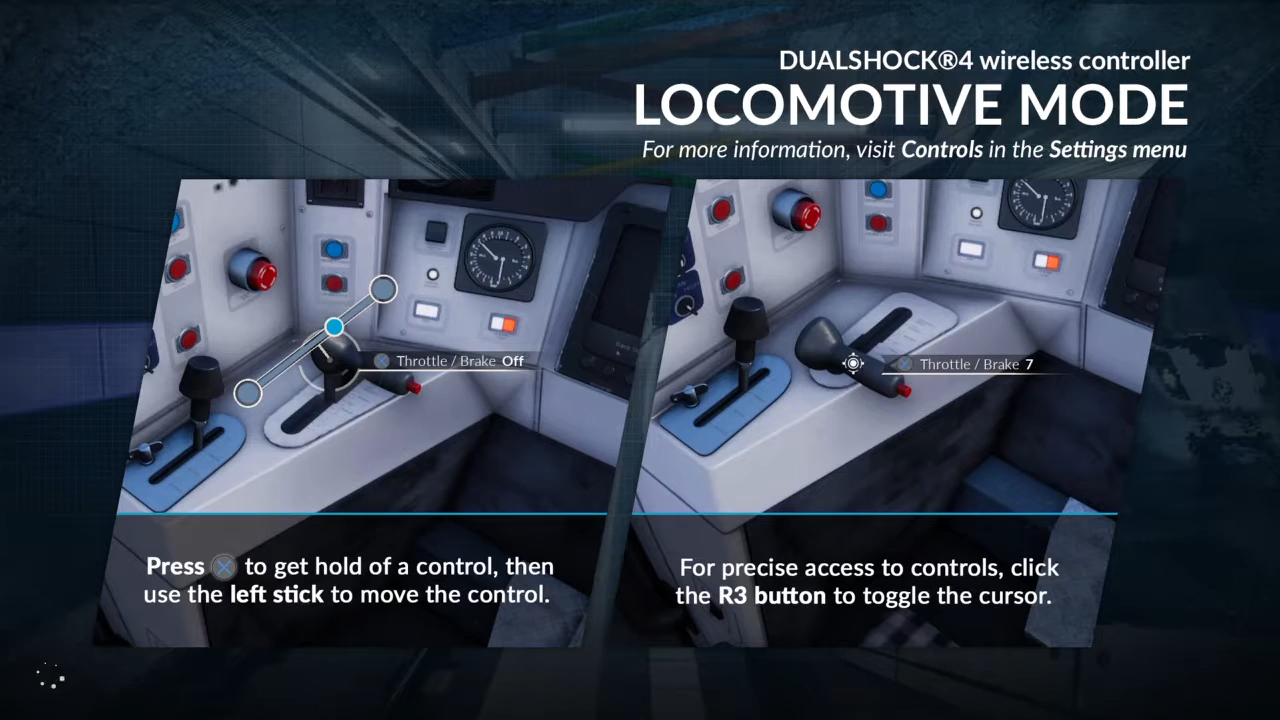 DUALSHOCK®4 wireless controller
LOCOMOTIVE MODE
For more information, visit Controls in the Settings menu
Throttle / Brake Off
Throttle / Brake 7
Press to get hold of a control, then
use the left stick to move the control.
For precise access to controls, click
the R3 button to toggle the cursor.